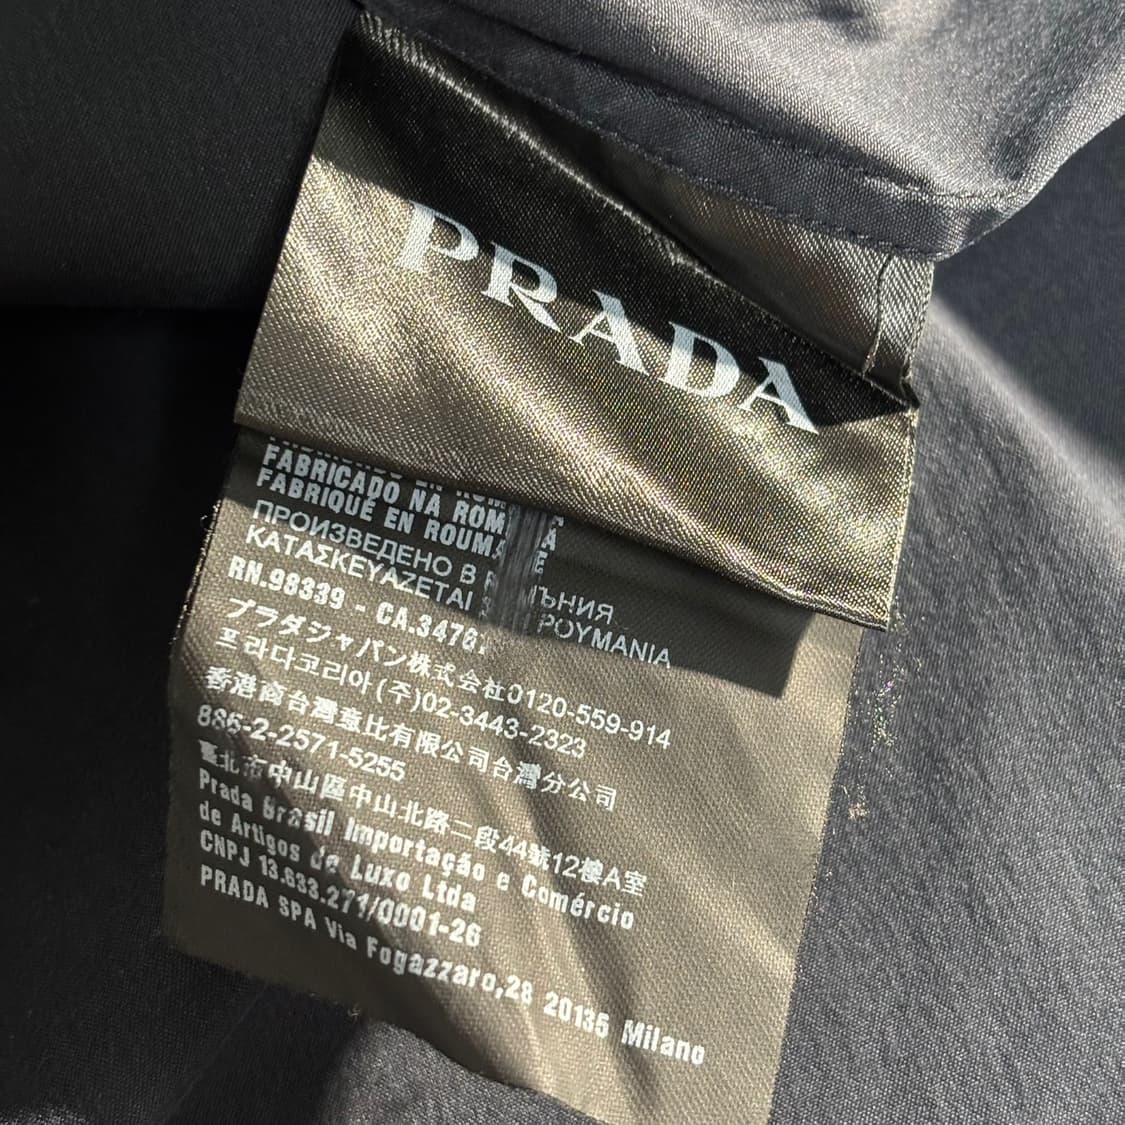 PRADA
FABRICADO NA ROM
FABRIQUÉ EN ROUMA
ПРОИЗВЕДЕНО В РУМЪНИЯ
ΚΑΤΑΣΚΕΥΑΖΕΤΑΙ ΡΟΥΜΑΝΙΑ
RN.98339 - CA.3476
プラダジャパン株式会社0120-559-914
프라다코리아(주)02-3443-2323
香港商台灣意比有限公司台灣分公司
886-2-2571-5255
臺北市中山區中山北路二段44號12樓A室
Prada Brasil Importação e Comércio
de Artigos de Luxo Ltda
CNPJ 13.633.271/0001-26
PRADA SPA Via Fogazzaro,28 20135 Milano